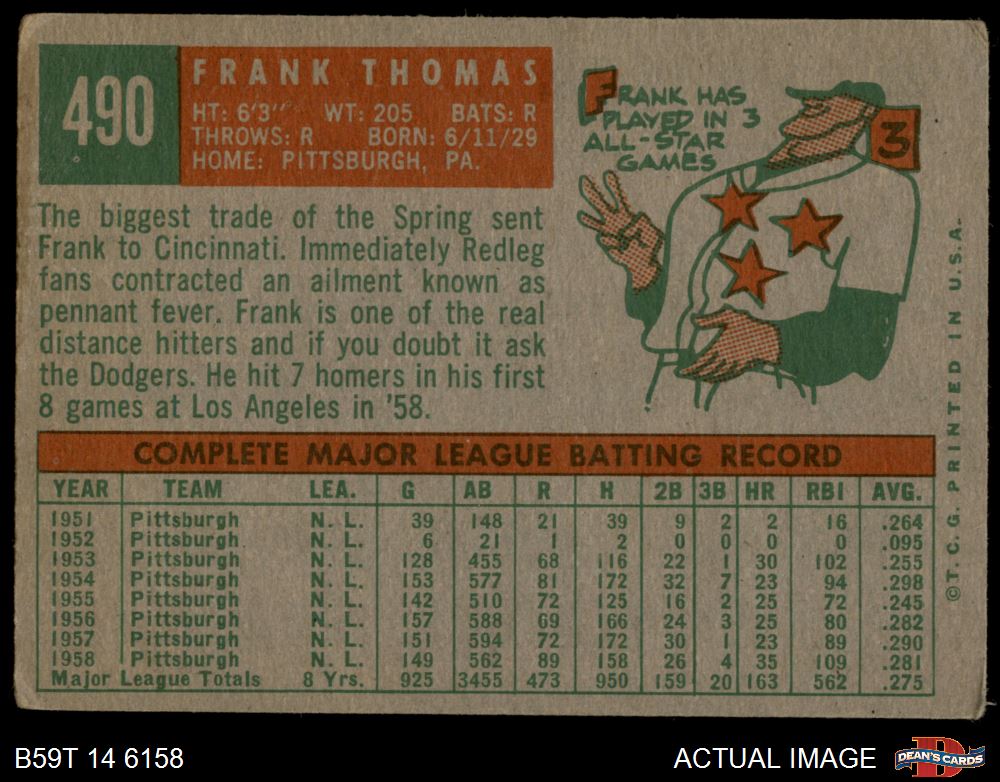 490
FRANK THOMAS
HT: 6'3" WT: 205 BATS: R
THROWS: R BORN: 6/11/29
HOME: PITTSBURGH, PA.
FRANK HAS
PLAYED IN 3
ALL-STAR
GAMES
3
The biggest trade of the Spring sent
Frank to Cincinnati. Immediately Redleg
fans contracted an ailment known as
pennant fever. Frank is one of the real
distance hitters and if you doubt it ask
the Dodgers. He hit 7 homers in his first
8 games at Los Angeles in '58.
COMPLETE MAJOR LEAGUE BATTING RECORD
YEAR TEAM LEA. G AB R H 2B 3B HR RBI AVG.
1951 Pittsburgh N. L. 39 148 21 39 9 2 2 16 .264
1952 Pittsburgh N. L. 6 21 1 2 0 0 0 0 .095
1953 Pittsburgh N. L. 128 455 68 116 22 1 30 102 .255
1954 Pittsburgh N. L. 153 577 81 172 32 7 23 94 .298
1955 Pittsburgh N. L. 142 510 72 125 16 2 25 72 .245
1956 Pittsburgh N. L. 157 588 69 166 24 3 25 80 .282
1957 Pittsburgh N. L. 151 594 72 172 30 1 23 89 .290
1958 Pittsburgh N. L. 149 562 89 158 26 4 35 109 .281
Major League Totals 8 Yrs. 925 3455 473 950 159 20 163 562 .275
©T. C. G. PRINTED IN U.S.A.
B59T 14 6158
ACTUAL IMAGE
D
DEAN'S CARDS